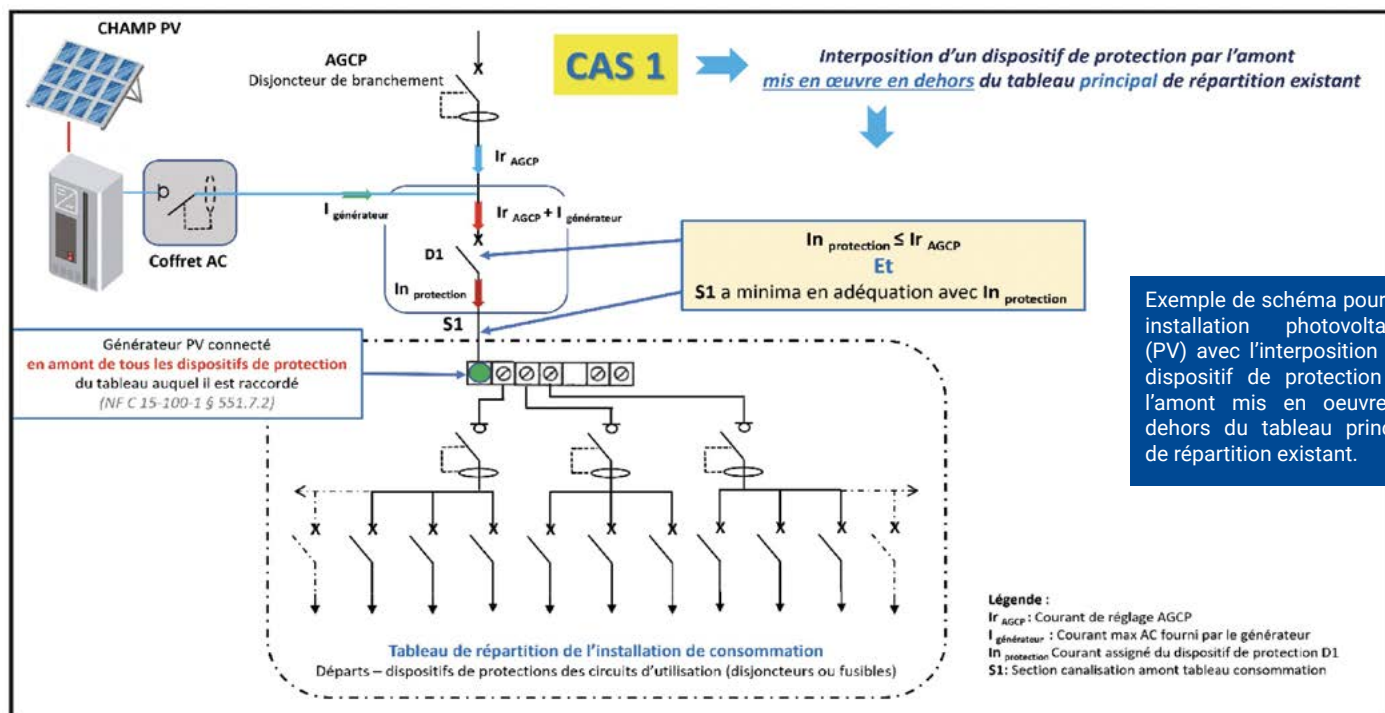 CHAMP PV
AGCP
Disjoncteur de branchement
CAS 1
Interposition d'un dispositif de protection par l'amont
mis en œuvre en dehors du tableau principal de répartition existant
Ir AGCP
I générateur
Ir AGCP + I générateur
p
Coffret AC
D1
In protection
S1
In protection ≤ Ir AGCP
Et
S1 a minima en adéquation avec In protection
Générateur PV connecté
en amont de tous les dispositifs de protection
du tableau auquel il est raccordé
(NF C 15-100-1 § 551.7.2)
Exemple de schéma pour
installation photovolta
(PV) avec l'interposition
dispositif de protection
l'amont mis en oeuvre
dehors du tableau princ
de répartition existant.
Tableau de répartition de l'installation de consommation
Départs – dispositifs de protections des circuits d'utilisation (disjoncteurs ou fusibles)
Légende :
Ir AGCP : Courant de réglage AGCP
I générateur : Courant max AC fourni par le générateur
In protection Courant assigné du dispositif de protection D1
S1: Section canalisation amont tableau consommation